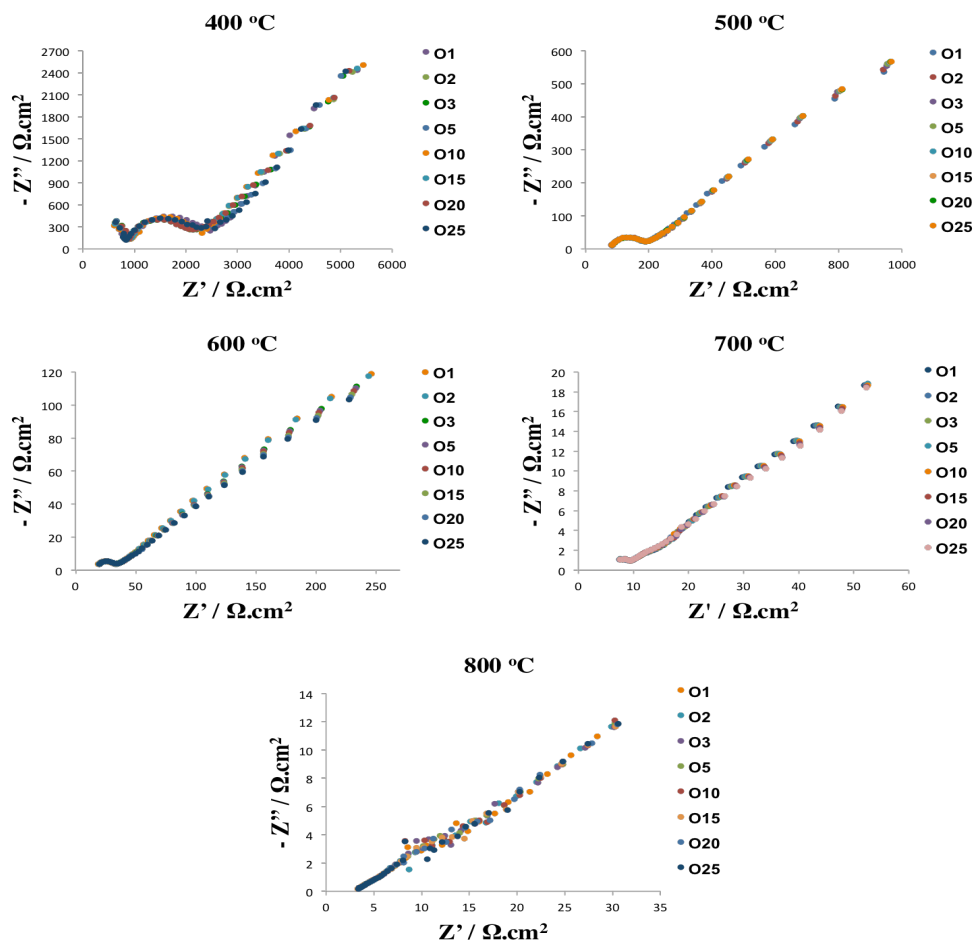 400 °C
2700
2400
2100
1800
1500
1200
900
600
300
0
- Z’’ / Ω.cm²
0 1000 2000 3000 4000 5000 6000
Z’ / Ω.cm²
O1
O2
O3
O5
O10
O15
O20
O25
500 °C
600
500
400
300
200
100
0
- Z’’ / Ω.cm²
0 200 400 600 800 1000
Z’ / Ω.cm²
O1
O2
O3
O5
O10
O15
O20
O25
600 °C
120
100
80
60
40
20
0
- Z’’ / Ω.cm²
0 50 100 150 200 250
Z’ / Ω.cm²
O1
O2
O3
O5
O10
O15
O20
O25
700 °C
20
18
16
14
12
10
8
6
4
2
0
- Z’’ / Ω.cm²
0 10 20 30 40 50 60
Z' / Ω.cm²
O1
O2
O3
O5
O10
O15
O20
O25
800 °C
14
12
10
8
6
4
2
0
- Z’’ / Ω.cm²
0 5 10 15 20 25 30 35
Z’ / Ω.cm²
O1
O2
O3
O5
O10
O15
O20
O25